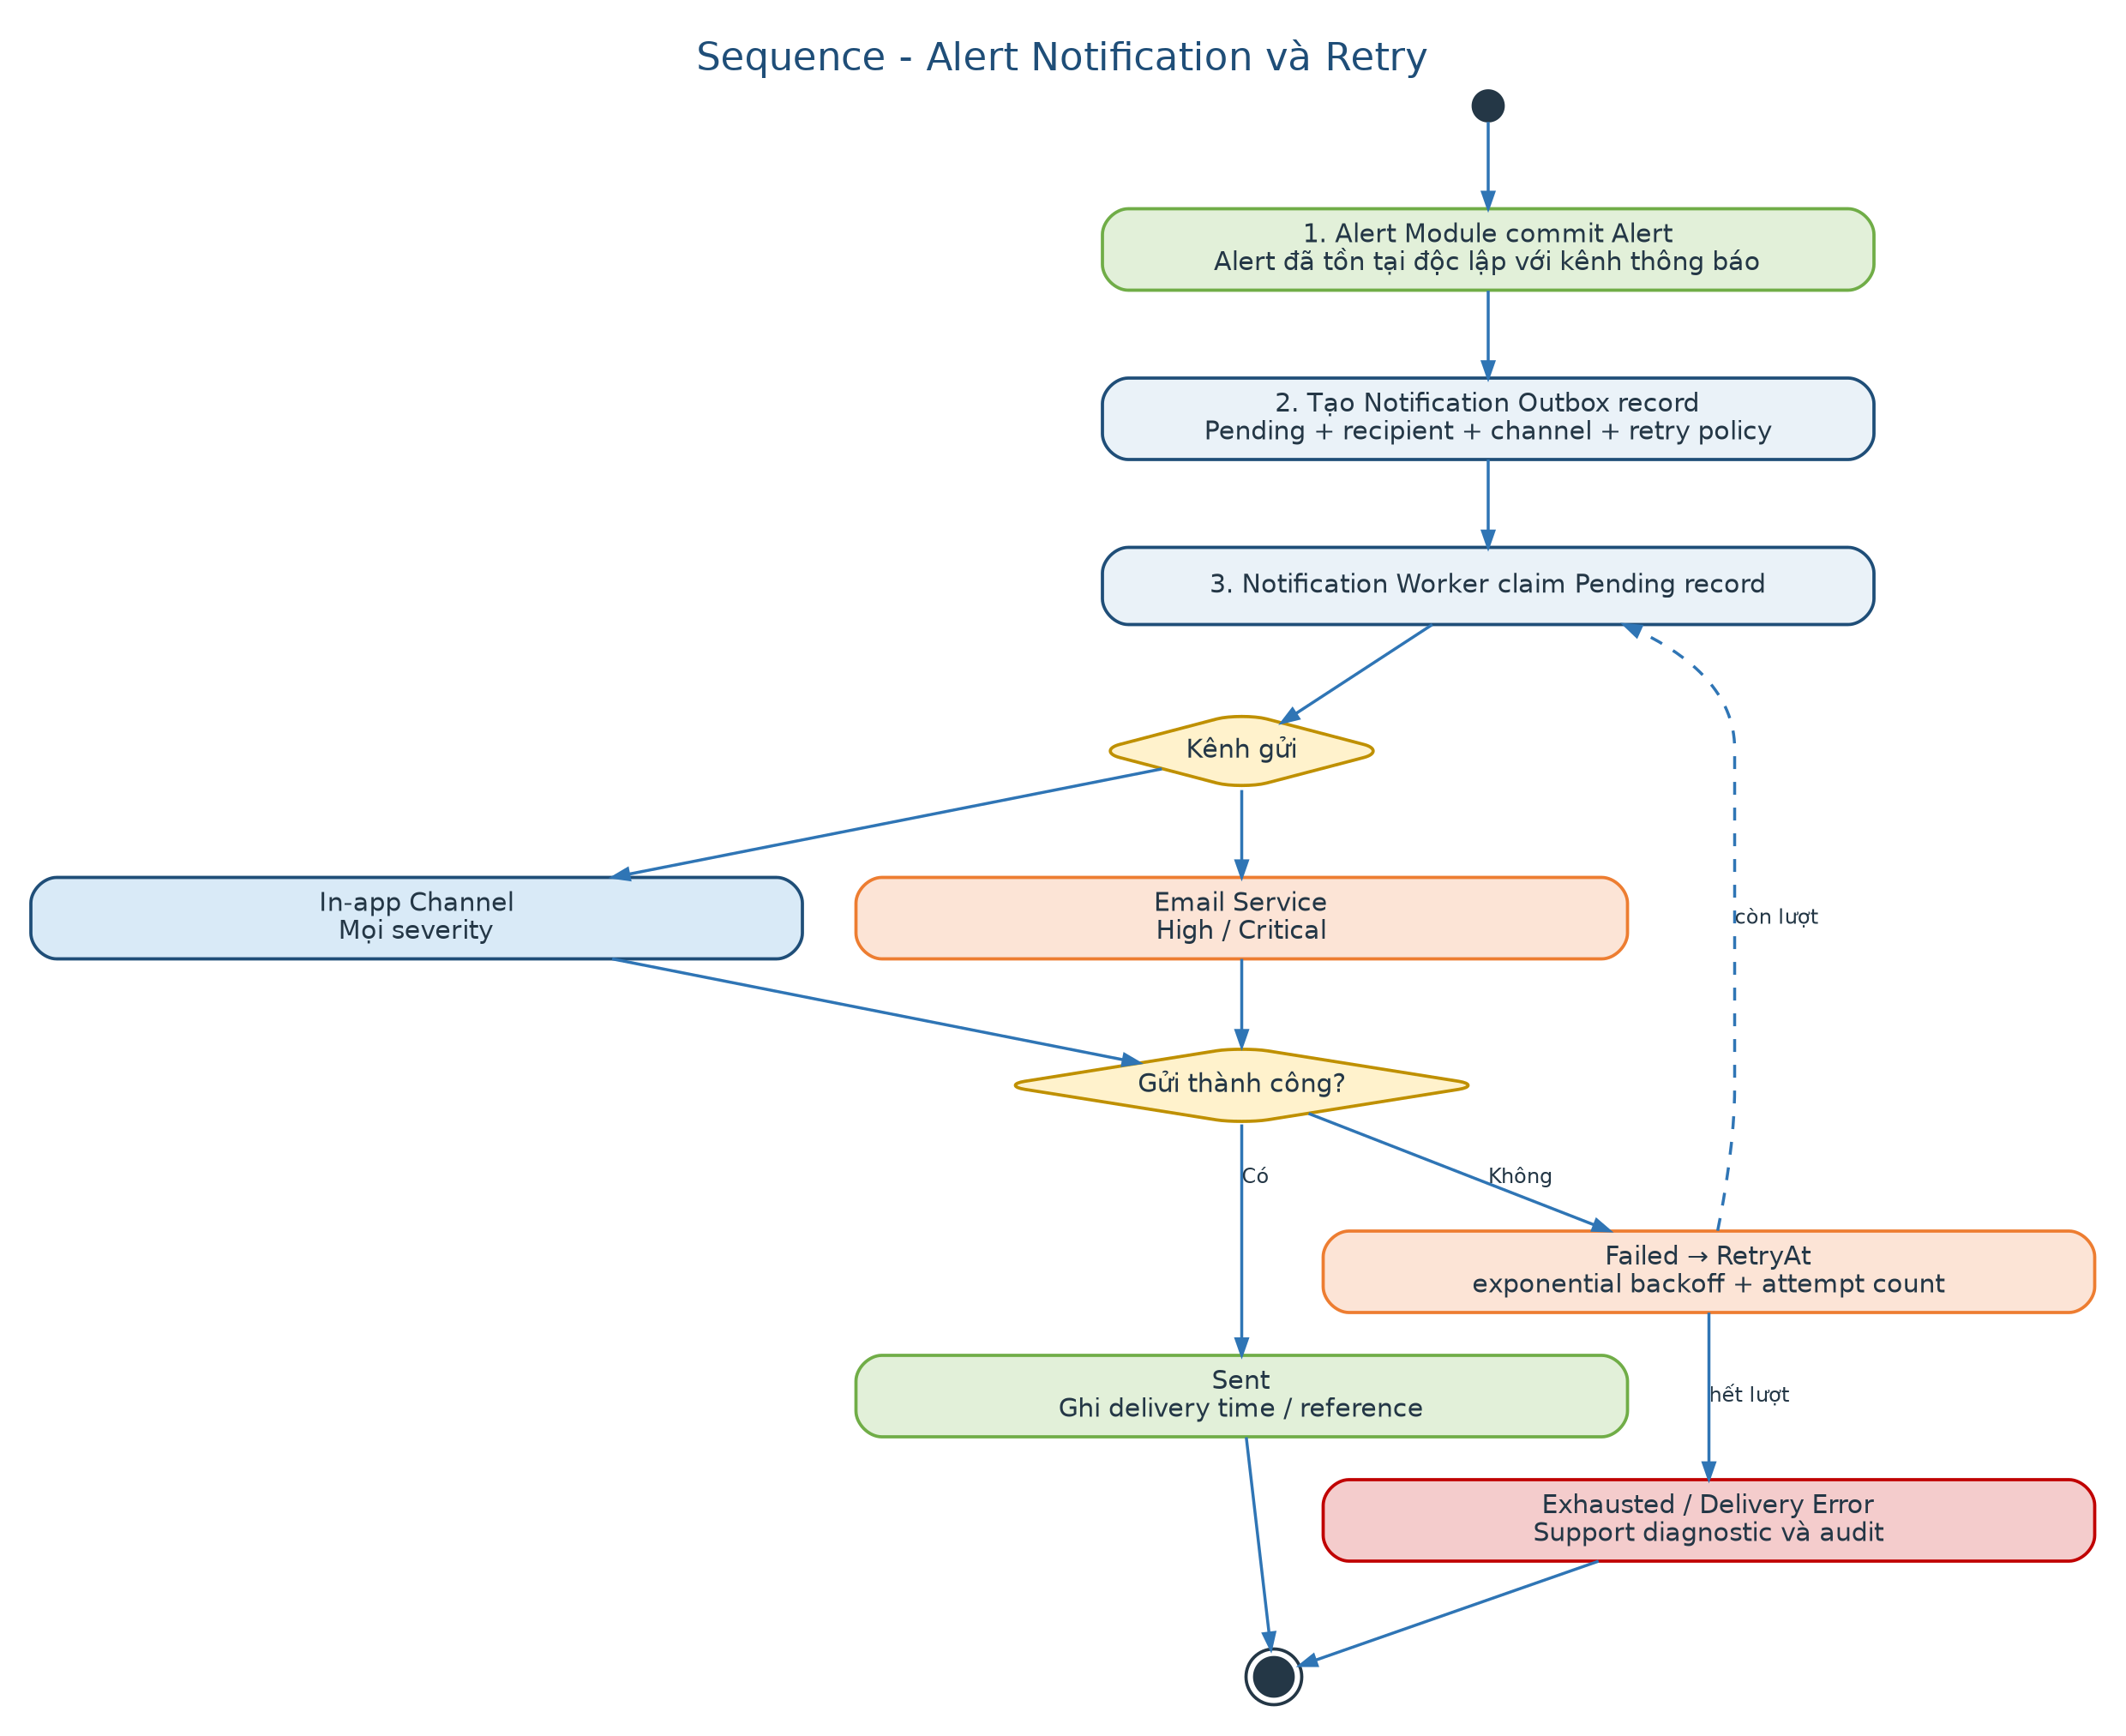 Sequence - Alert Notification và Retry
1. Alert Module commit Alert
Alert đã tồn tại độc lập với kênh thông báo
2. Tạo Notification Outbox record
Pending + recipient + channel + retry policy
3. Notification Worker claim Pending record
Kênh gửi
In-app Channel
Mọi severity
Email Service
High / Critical
còn lượt
Gửi thành công?
Có
Không
Failed → RetryAt
exponential backoff + attempt count
Sent
Ghi delivery time / reference
hết lượt
Exhausted / Delivery Error
Support diagnostic và audit